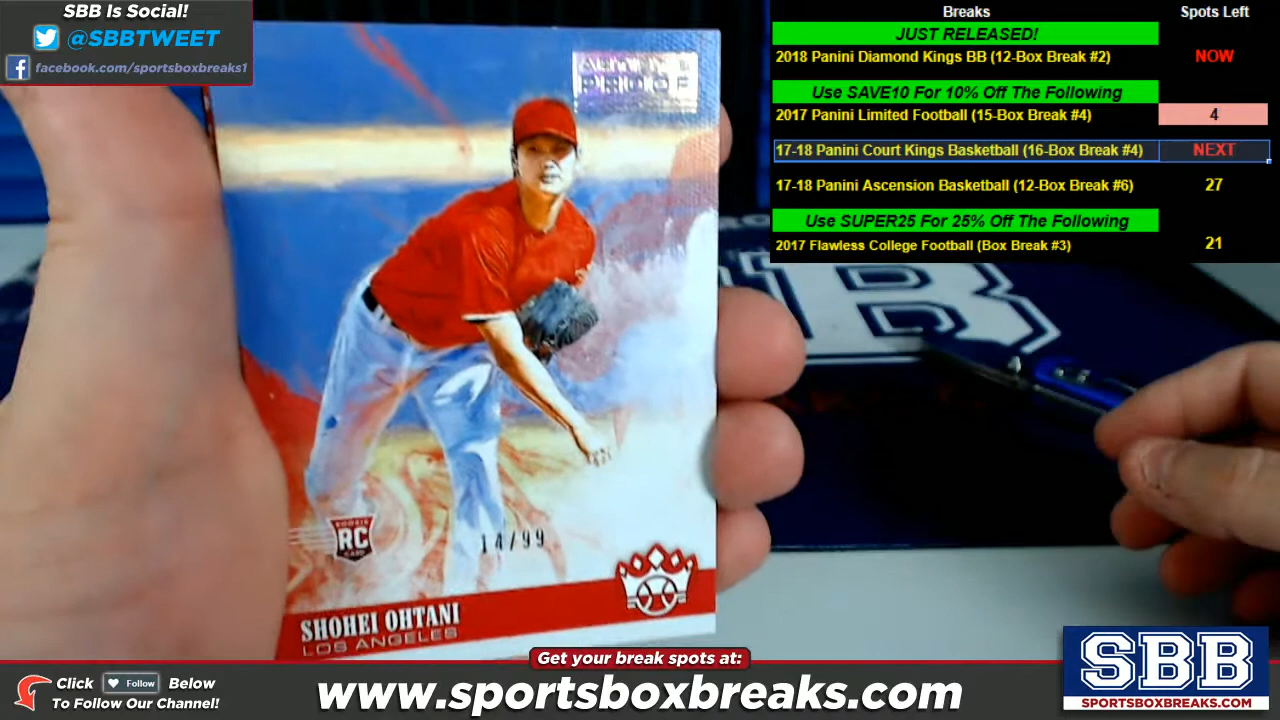 SBB Is Social!
@SBBTWEET
facebook.com/sportsboxbreaks1
Breaks Spots Left
JUST RELEASED!
2018 Panini Diamond Kings BB (12-Box Break #2) NOW
Use SAVE10 For 10% Off The Following
2017 Panini Limited Football (15-Box Break #4) 4
17-18 Panini Court Kings Basketball (16-Box Break #4) NEXT
17-18 Panini Ascension Basketball (12-Box Break #6) 27
Use SUPER25 For 25% Off The Following
2017 Flawless College Football (Box Break #3) 21
ARTIST'S
PROOF
ROOKIE
RC
CARD
14/99
SHOHEI OHTANI
LOS ANGELES
Get your break spots at:
Click Follow Below
To Follow Our Channel!
www.sportsboxbreaks.com
SBB
SPORTSBOXBREAKS.COM